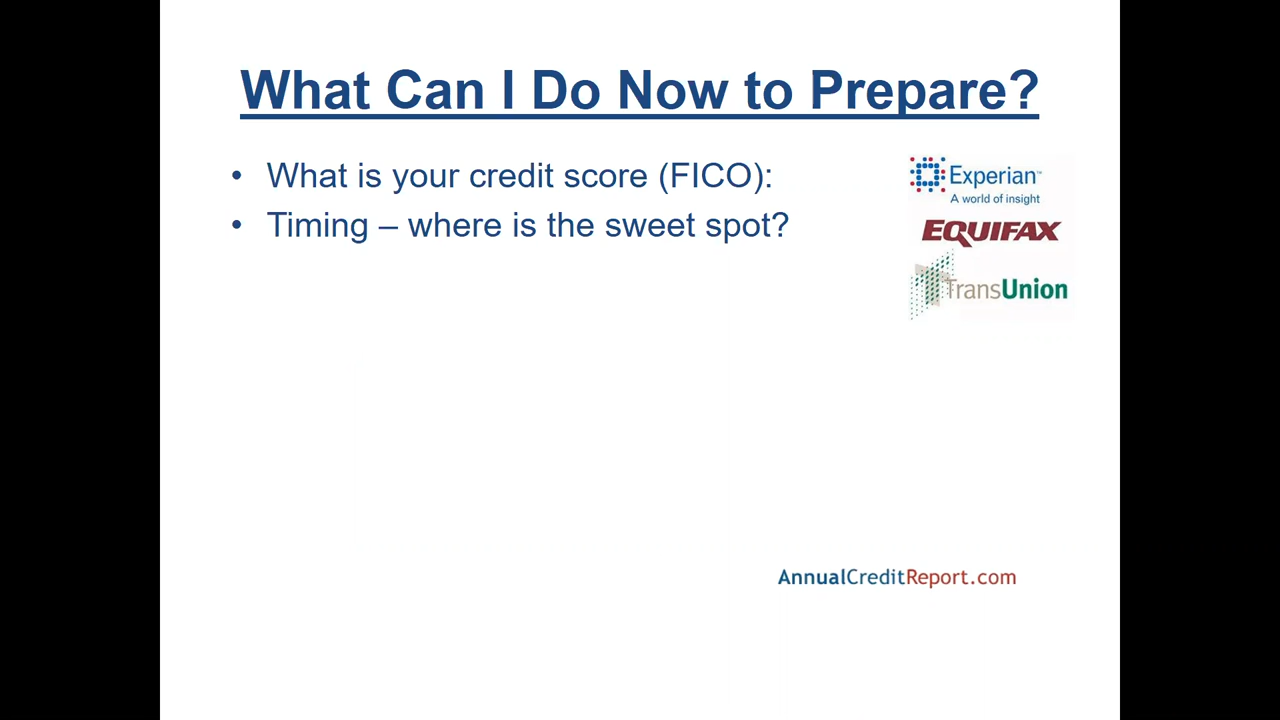 What Can I Do Now to Prepare?
• What is your credit score (FICO):
• Timing – where is the sweet spot?
Experian™
A world of insight
EQUIFAX
TransUnion
AnnualCreditReport.com